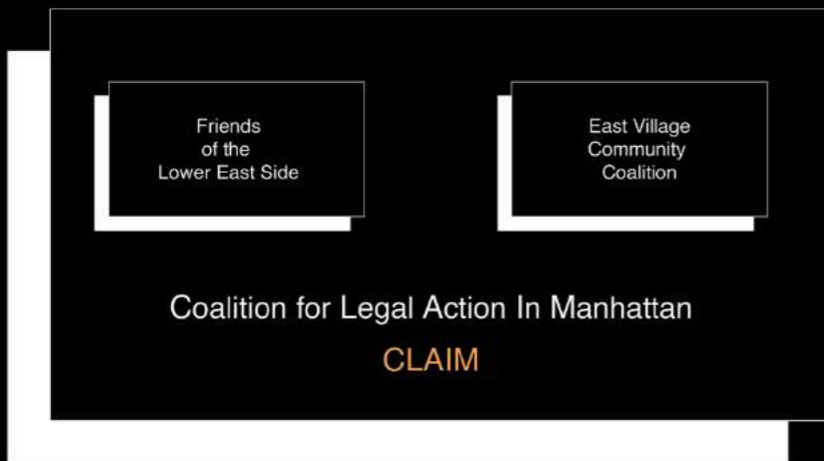 Friends
of the
Lower East Side
East Village
Community
Coalition
Coalition for Legal Action In Manhattan
CLAIM